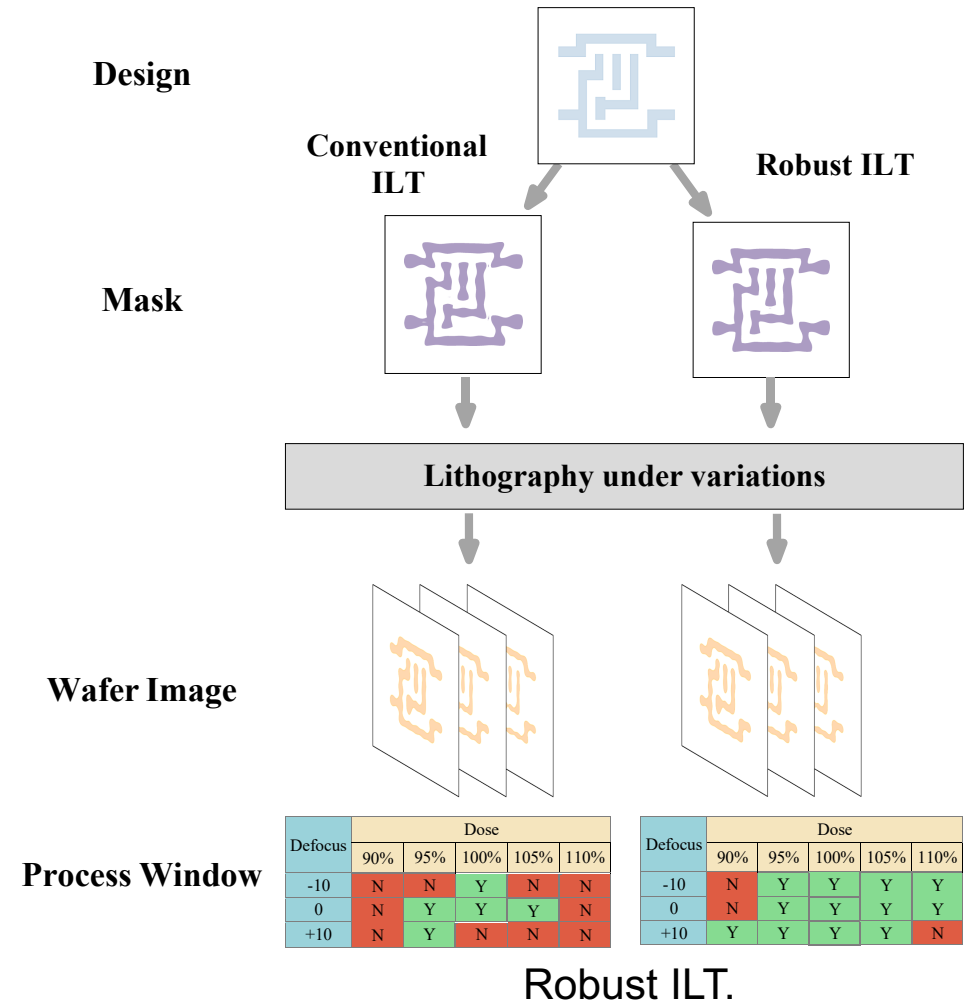 Design
Conventional
ILT
Robust ILT
Mask
Lithography under variations
Wafer Image
Process Window
Defocus Dose
90% 95% 100% 105% 110%
-10 N N Y N N
0 N Y Y Y N
+10 N Y N N N
Defocus Dose
90% 95% 100% 105% 110%
-10 N Y Y Y Y
0 N Y Y Y Y
+10 Y Y Y Y N
Robust ILT.